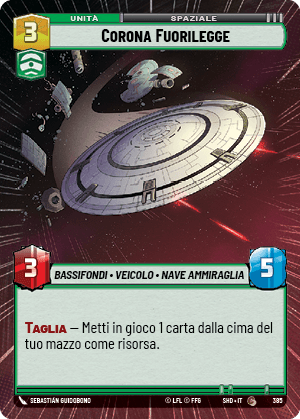 3
UNITÀ
SPAZIALE
CORONA FUORILEGGE
3
BASSIFONDI • VEICOLO • NAVE AMMIRAGLIA
5
TAGLIA — Metti in gioco 1 carta dalla cima del
tuo mazzo come risorsa.
SEBASTIÁN GUIDOBONO
© LFL © FFG
SHD • IT
385